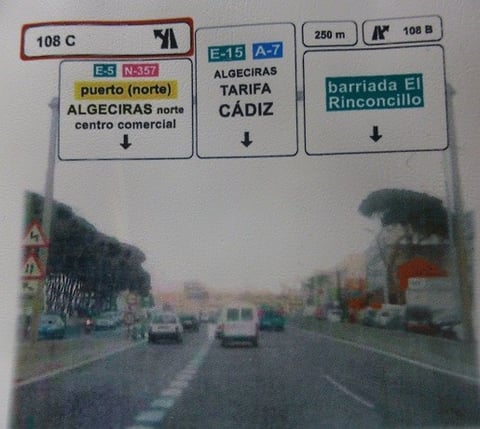 108 C
E-5 N-357
puerto (norte)
ALGECIRAS norte
centro comercial
E-15 A-7
ALGECIRAS
TARIFA
CÁDIZ
250 m
108 B
barriada El
Rinconcillo